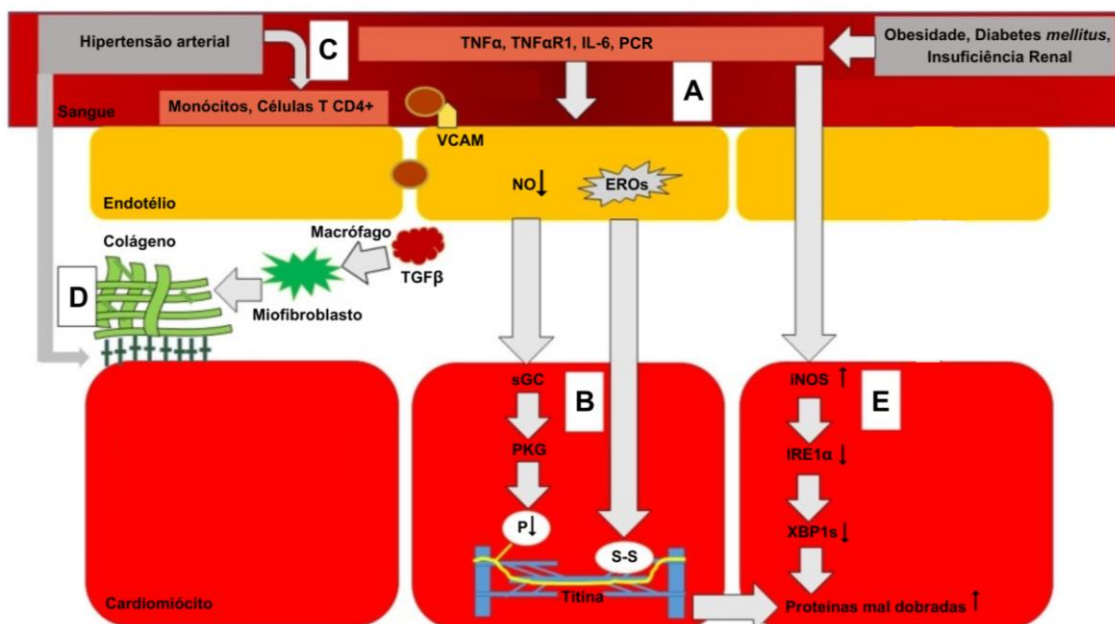 Hipertensão arterial
C
TNFα, TNFαR1, IL-6, PCR
Obesidade, Diabetes mellitus,
Insuficiência Renal
A
Sangue
Monócitos, Células T CD4+
VCAM
NO↓
EROs
Endotélio
Colágeno
Macrófago
TGFβ
D
Miofibroblasto
sGC
B
iNOS ↑
E
PKG
iRE1α ↓
P↓
XBP1s↓
S-S
Titina
Cardiomiócito
Proteínas mal dobradas ↑